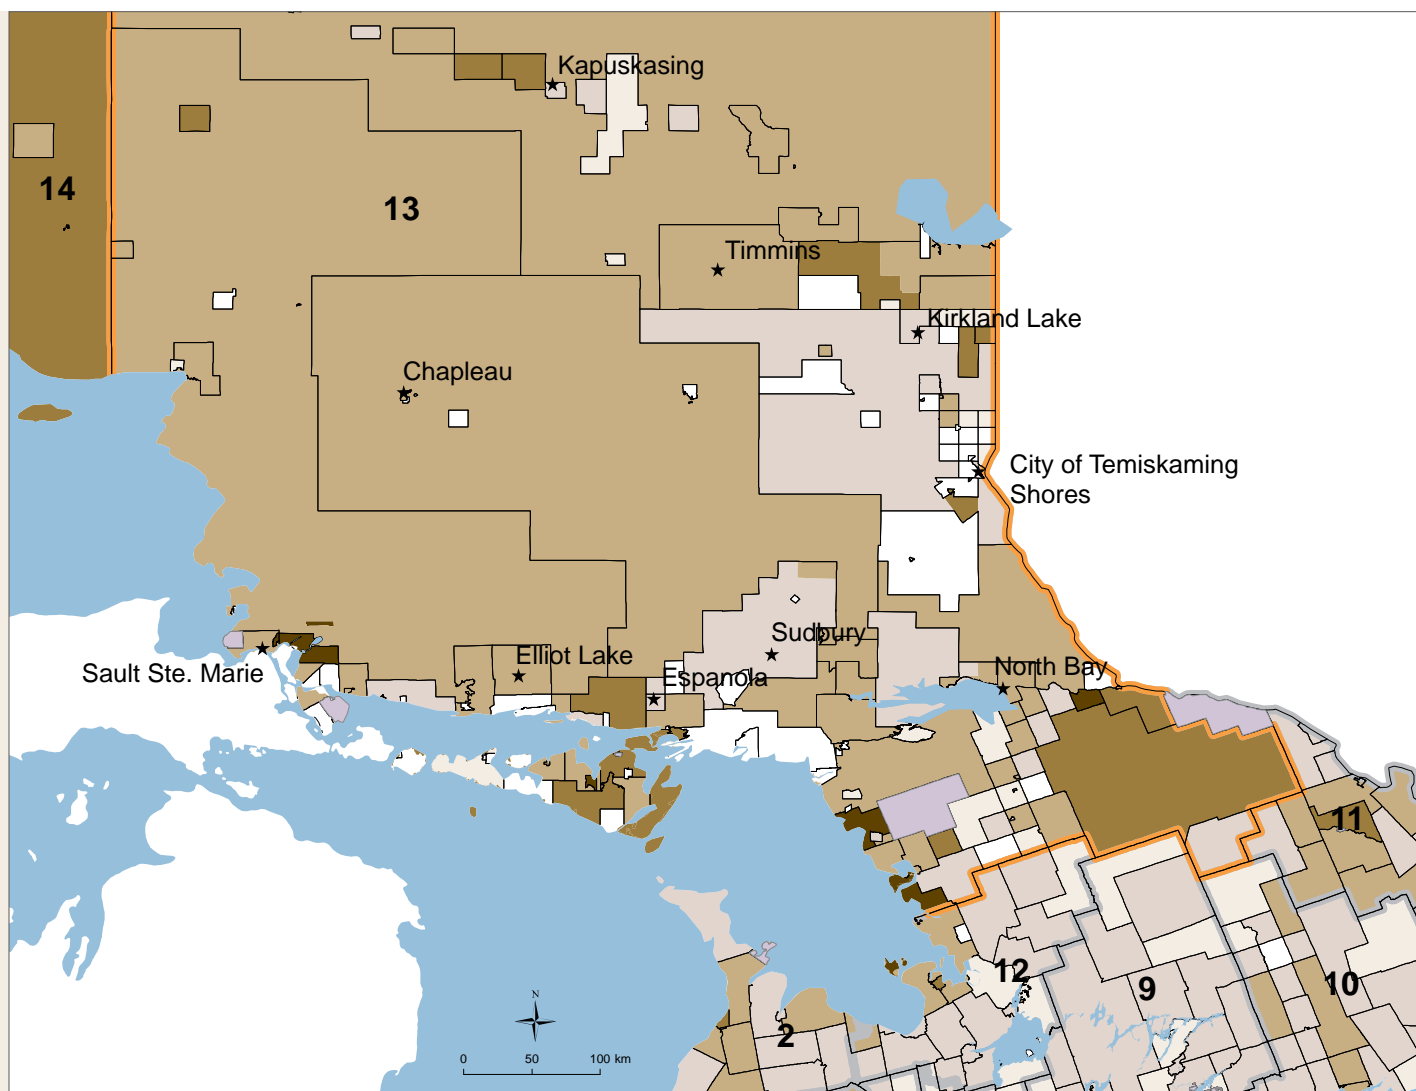 Kapuskasing
14
13
Timmins
Kirkland Lake
Chapleau
City of Temiskaming
Shores
Sudbury
Elliot Lake
North Bay
Sault Ste. Marie
Espanola
11
12
10
9
N
2
0 50 100 km